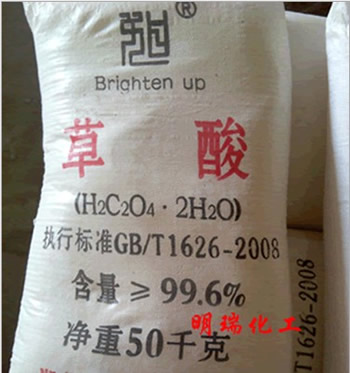 ®
Brighten up
草酸
(H2C2O4·2H2O)
执行标准GB/T1626-2008
含量≥99.6%
明瑞化工
净重50千克
T1626-2008